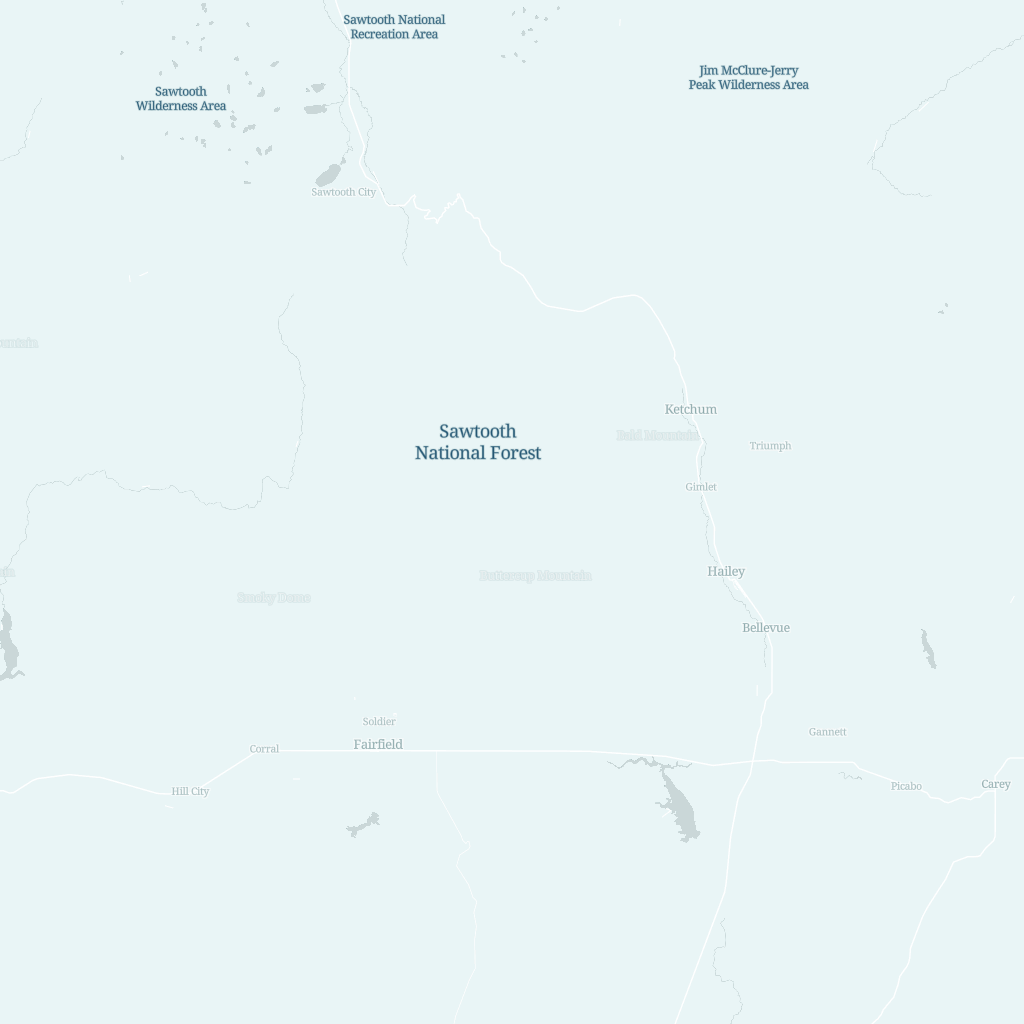 Sawtooth National
Recreation Area
Jim McClure-Jerry
Peak Wilderness Area
Sawtooth
Wilderness Area
Sawtooth City
Ketchum
Sawtooth
National Forest
Bald Mountain
Triumph
Gimlet
Hailey
Buttercup Mountain
Smoky Dome
Bellevue
Soldier
Gannett
Fairfield
Corral
Picabo
Carey
Hill City